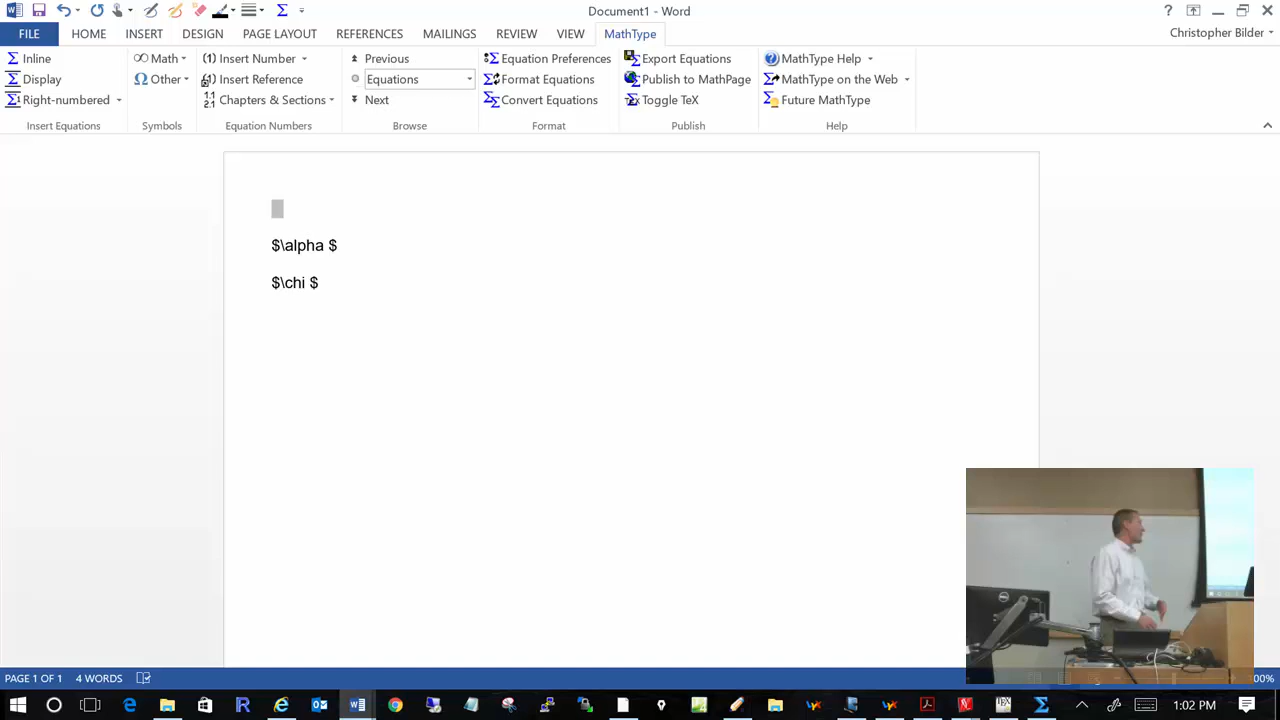 Document1 - Word
Christopher Bilder
FILE HOME INSERT DESIGN PAGE LAYOUT REFERENCES MAILINGS REVIEW VIEW MathType
Inline Math (1) Insert Number Previous Equation Preferences Export Equations MathType Help
Display Other Insert Reference Equations Format Equations Publish to MathPage MathType on the Web
Right-numbered Chapters & Sections Next Convert Equations Toggle TeX Future MathType
Insert Equations Symbols Equation Numbers Browse Format Publish Help
$\alpha $
$\chi $
PAGE 1 OF 1 4 WORDS 100%
1:02 PM